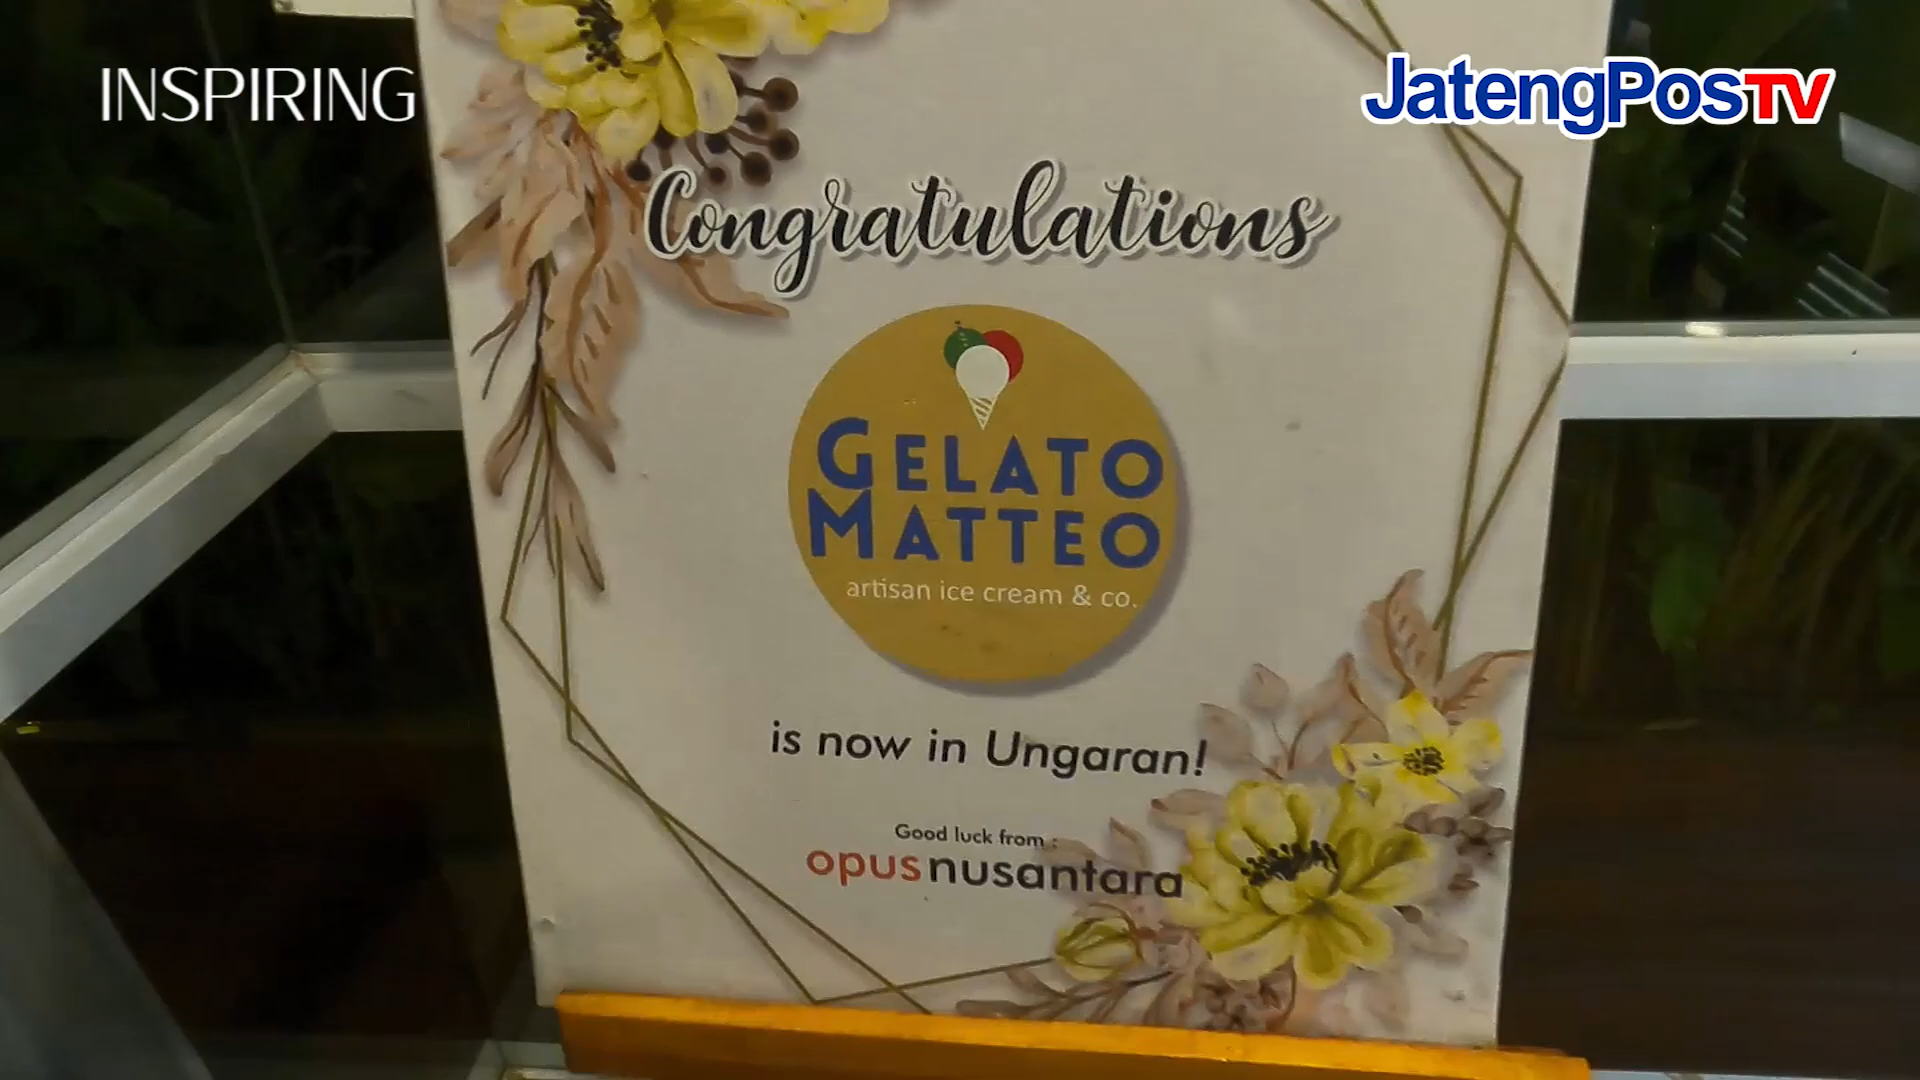 INSPIRING
JatengPosTV
Congratulations
GELATO
MATTEO
artisan ice cream & co.
is now in Ungaran!
Good luck from :
opusnusantara